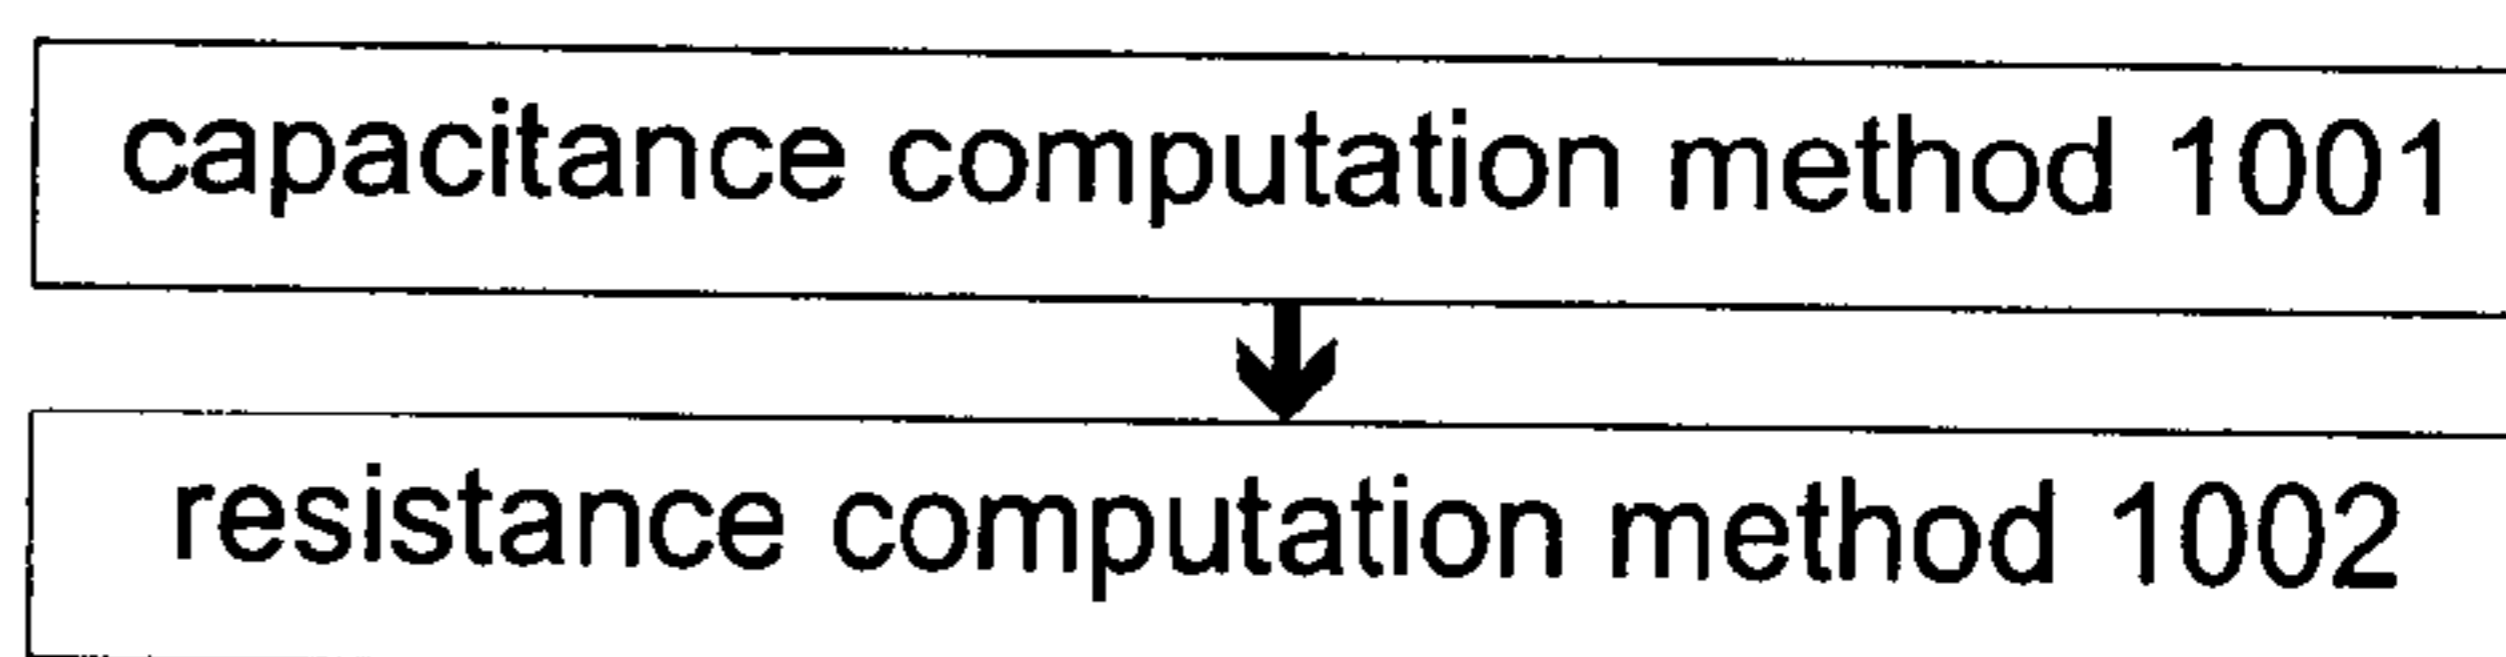 capacitance computation method 1001
resistance computation method 1002